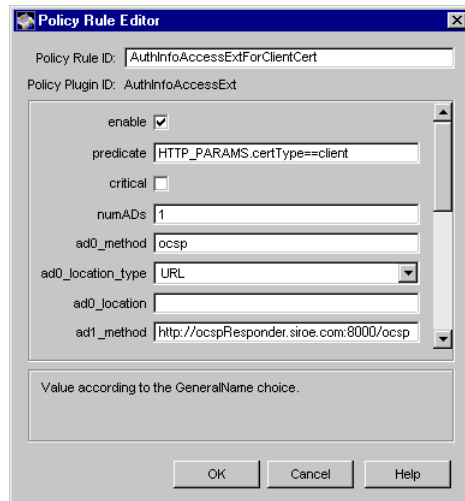 Policy Rule Editor
Policy Rule ID: AuthInfoAccessExtForClientCert
Policy Plugin ID: AuthInfoAccessExt
enable
predicate HTTP_PARAMS.certType==client
critical
numADs 1
ad0_method ocsp
ad0_location_type URL
ad0_location
ad1_method http://ocspResponder.siroe.com:8000/ocsp
Value according to the GeneralName choice.
OK Cancel Help